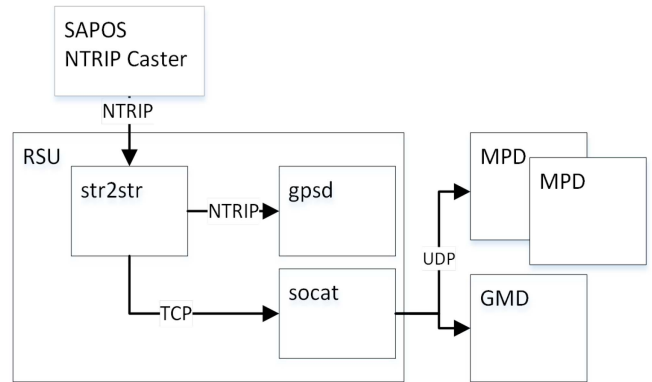 SAPOS
NTRIP Caster
NTRIP
RSU
str2str
NTRIP
gpsd
TCP
socat
UDP
MPD
MPD
GMD